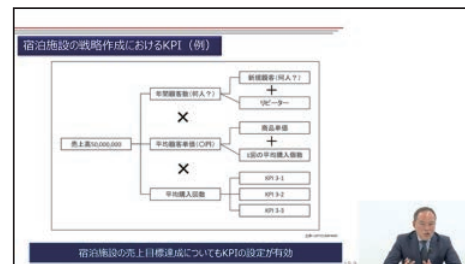 宿泊施設の戦略作成におけるKPI（例）
売上高50,000,000
年間顧客数(何人？)
新規顧客(何人？)
+
リピーター
×
平均顧客単価(〇円)
商品単価
+
1回の平均購入個数
×
平均購入回数
KPI 3-1
KPI 3-2
KPI 3-3
宿泊施設の売上目標達成についてもKPIの設定が有効